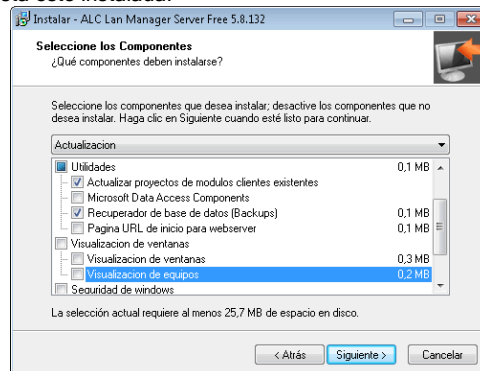 Instalar - ALC Lan Manager Server Free 5.8.132
Seleccione los Componentes
¿Qué componentes deben instalarse?
Seleccione los componentes que desea instalar; desactive los componentes que no
desea instalar. Haga clic en Siguiente cuando esté listo para continuar.
Actualizacion
Utilidades 0,1 MB
Actualizar proyectos de modulos clientes existentes
Microsoft Data Access Components
Recuperador de base de datos (Backups) 0,1 MB
Pagina URL de inicio para webserver 0,1 MB
Visualizacion de ventanas
Visualizacion de ventanas 0,3 MB
Visualizacion de equipos 0,2 MB
Seguridad de windows
La selección actual requiere al menos 25,7 MB de espacio en disco.
< Atrás Siguiente > Cancelar